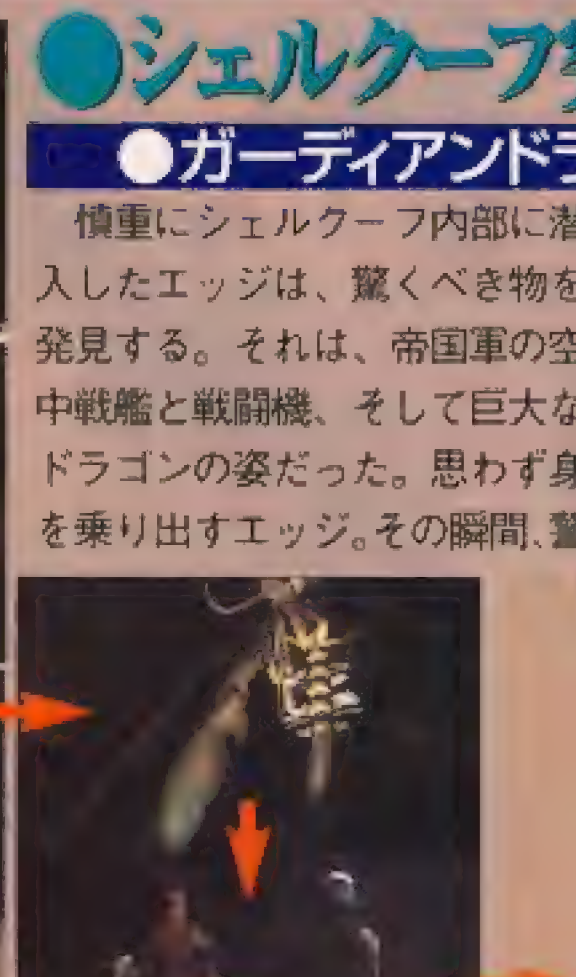 ●シェルクーフ
●ガーディアンドラ
慎重にシェルクーフ内部に潜
入したエッジは、驚くべき物を
発見する。それは、帝国軍の空
中戦艦と戦闘機、そして巨大な
ドラゴンの姿だった。思わず身
を乗り出すエッジ。その瞬間、驚